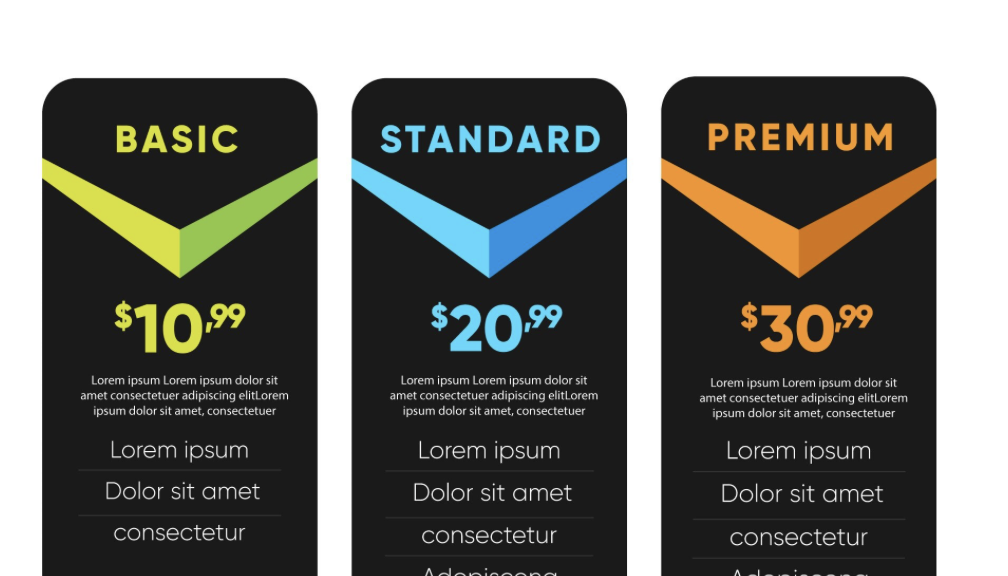 BASIC
$10,99
Lorem ipsum Lorem ipsum dolor sit
amet consectetuer adipiscing elitLorem
ipsum dolor sit amet, consectetuer
Lorem ipsum
Dolor sit amet
consectetur
STANDARD
$20,99
Lorem ipsum Lorem ipsum dolor sit
amet consectetuer adipiscing elitLorem
ipsum dolor sit amet, consectetuer
Lorem ipsum
Dolor sit amet
consectetur
Adopiscong
PREMIUM
$30,99
Lorem ipsum Lorem ipsum dolor sit
amet consectetuer adipiscing elitLorem
ipsum dolor sit amet, consectetuer
Lorem ipsum
Dolor sit amet
consectetur